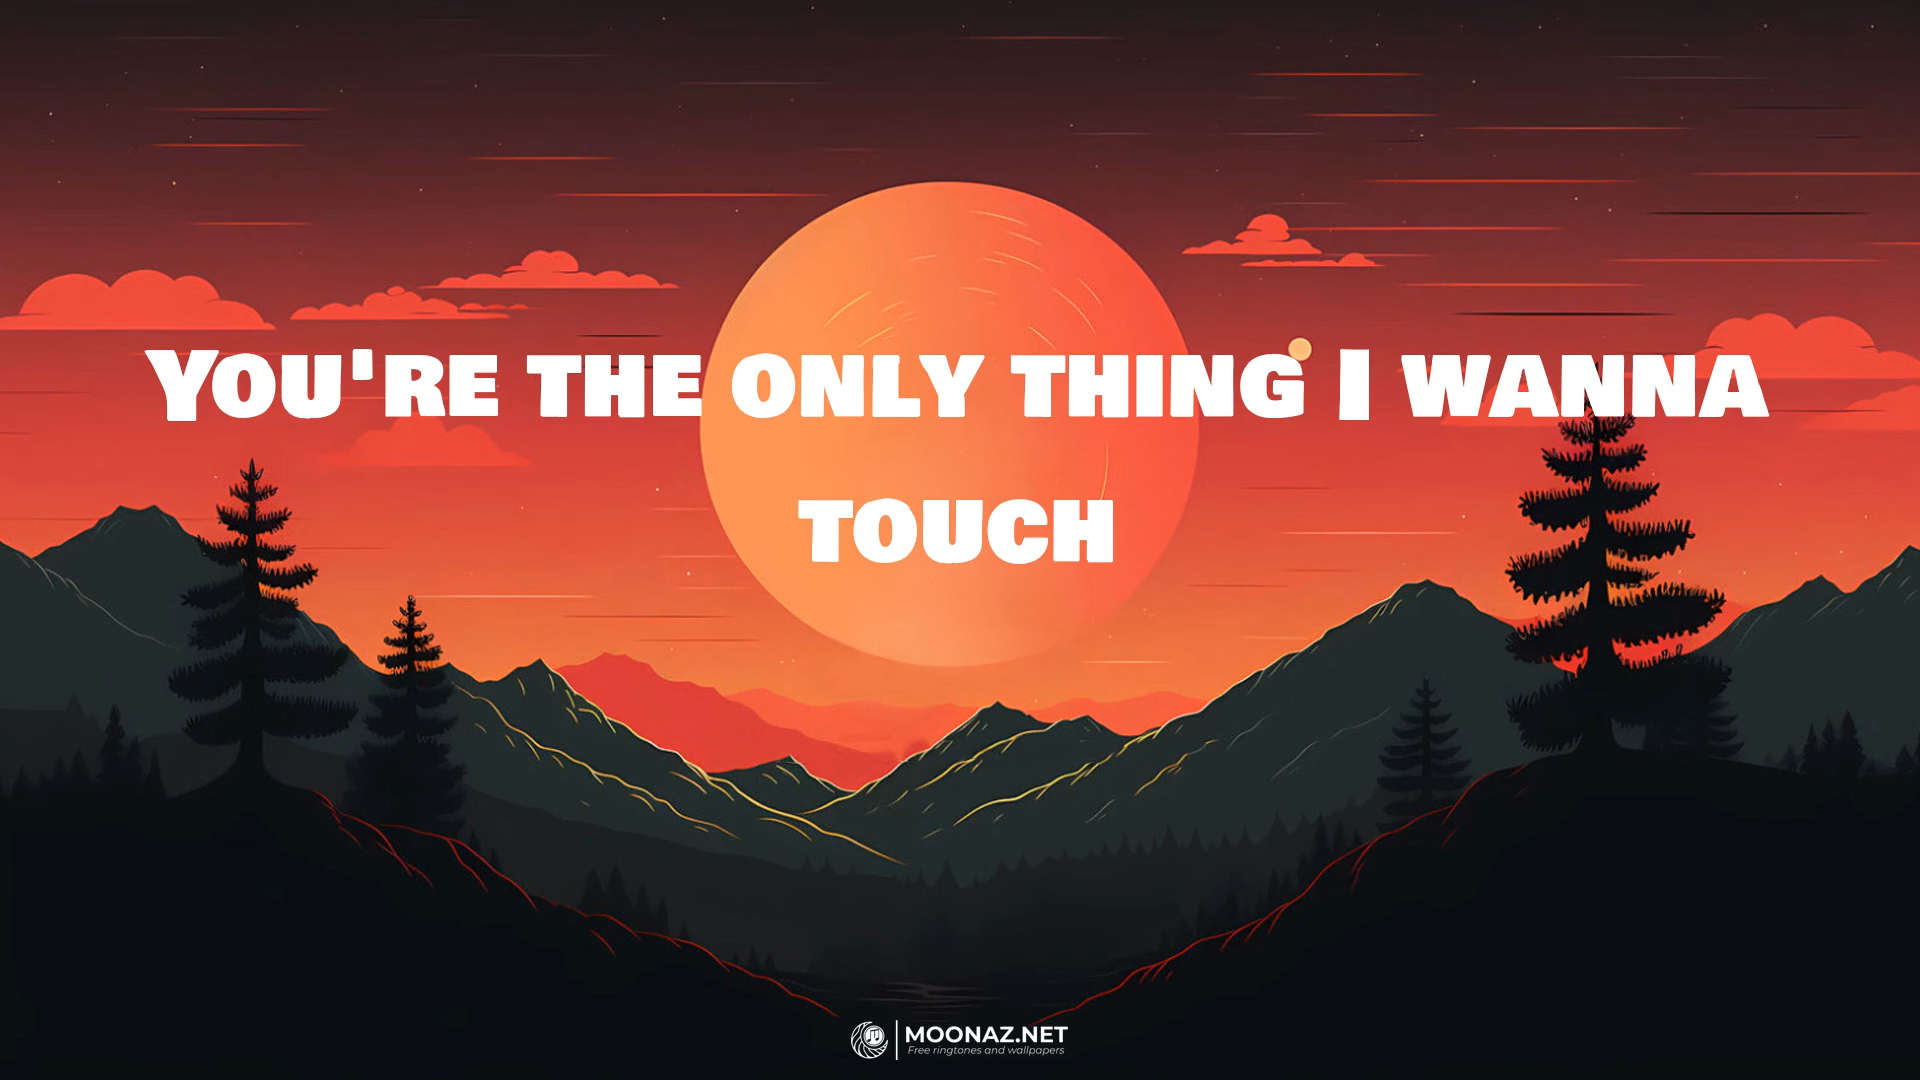 You're the only thing I wanna
touch
MOONAZ.NET
Free ringtones and wallpapers